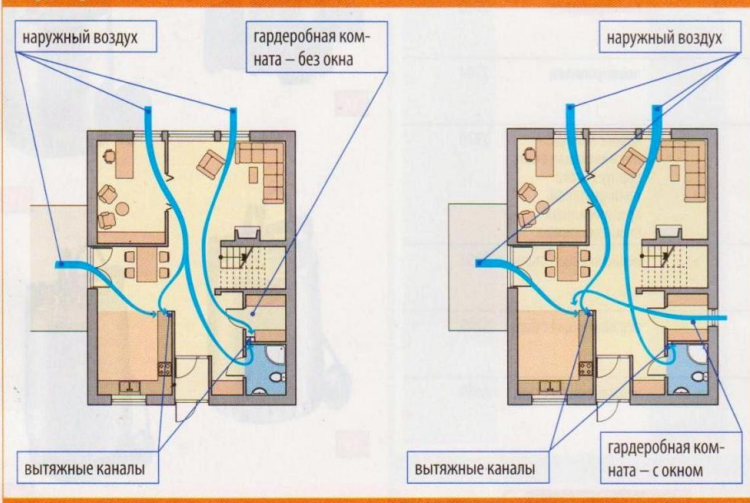 наружный воздух
гардеробная ком-
ната – без окна
наружный воздух
вытяжные каналы
вытяжные каналы
гардеробная ком-
ната – с окном